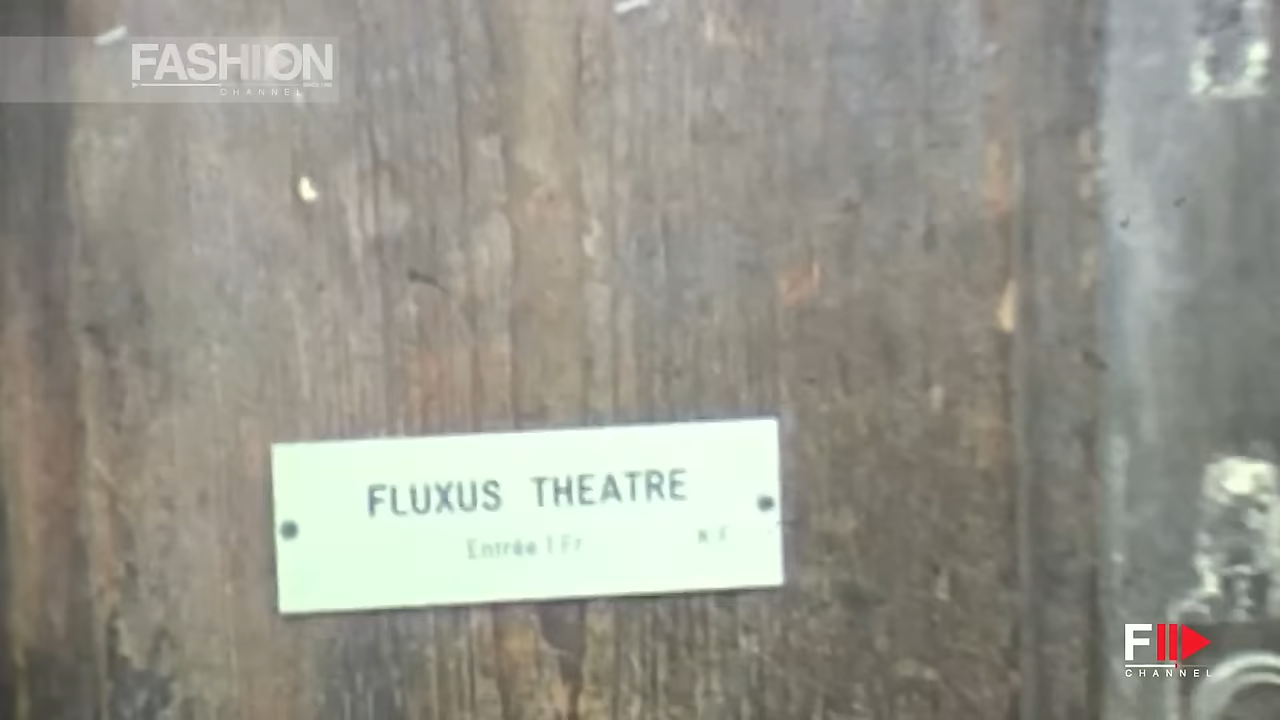 FASHION
CHANNEL
FLUXUS THEATRE
Entrée 1 Fr
F
CHANNEL